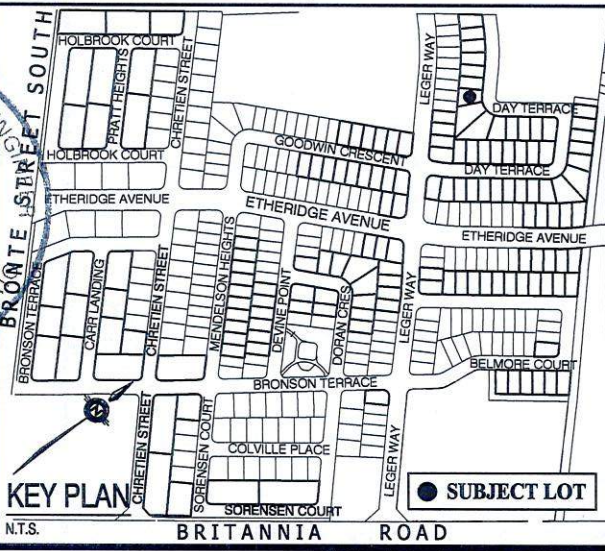 HOLBROOK COURT
BRONTE STREET SOUTH
PRATT HEIGHTS
CHRETIEN STREET
LEGER WAY
DAY TERRACE
GOODWIN CRESCENT
HOLBROOK COURT
DAY TERRACE
ETHERIDGE AVENUE
ETHERIDGE AVENUE
ETHERIDGE AVENUE
BRONSON TERRACE
CARR LANDING
CHRETIEN STREET
MENDELSON HEIGHTS
DEVINE POINT
DORAN CRES
LEGER WAY
BELMORE COURT
BRONSON TERRACE
N
CHRETIEN STREET
SORENSEN COURT
COLVILLE PLACE
LEGER WAY
KEY PLAN
SUBJECT LOT
SORENSEN COURT
N.T.S.
BRITANNIA ROAD